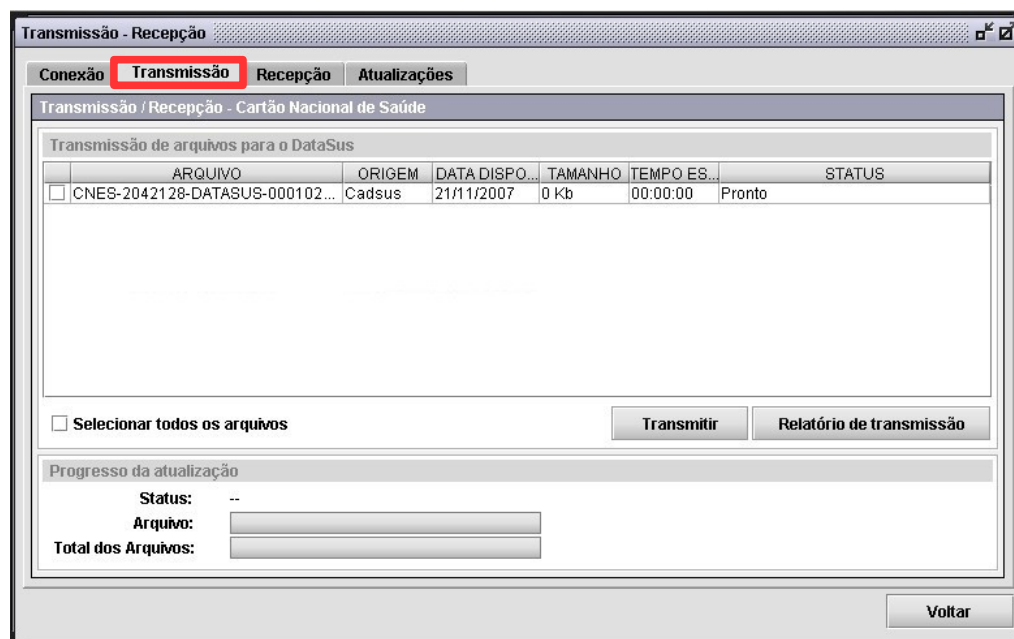 Transmissão - Recepção
Conexão Transmissão Recepção Atualizações
Transmissão / Recepção - Cartão Nacional de Saúde
Transmissão de arquivos para o DataSus
ARQUIVO ORIGEM DATA DISPO... TAMANHO TEMPO ES... STATUS
CNES-2042128-DATASUS-000102... Cadsus 21/11/2007 0 Kb 00:00:00 Pronto
Selecionar todos os arquivos Transmitir Relatório de transmissão
Progresso da atualização
Status: --
Arquivo:
Total dos Arquivos:
Voltar